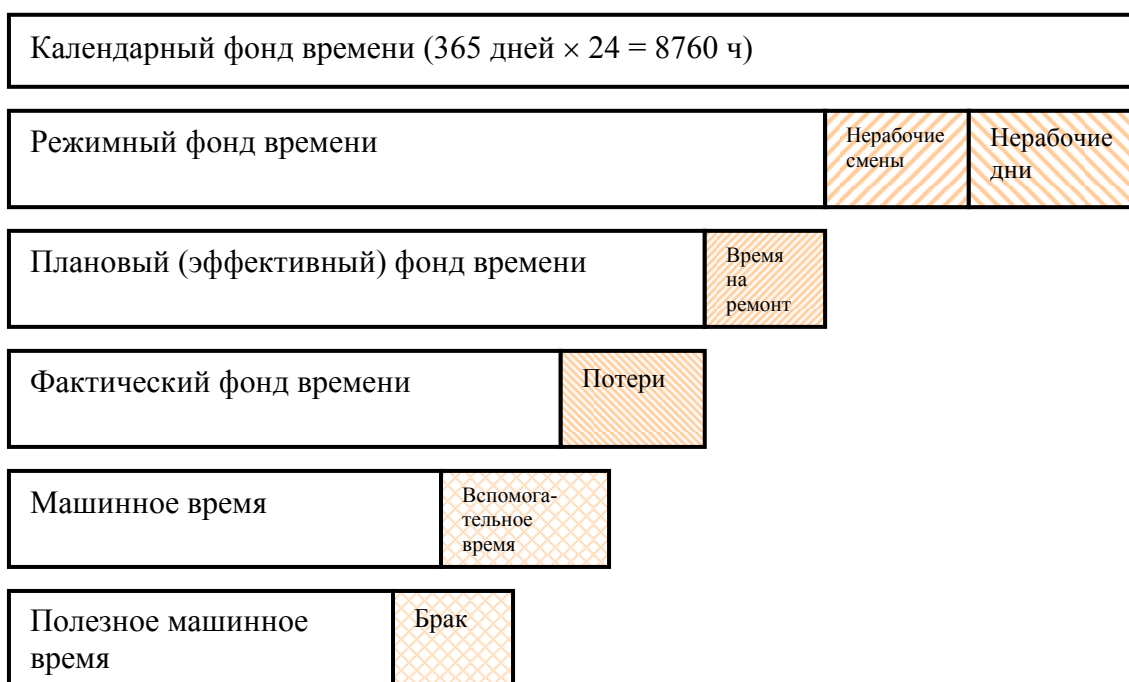 Календарный фонд времени (365 дней × 24 = 8760 ч)
Режимный фонд времени
Нерабочие
смены
Нерабочие
дни
Плановый (эффективный) фонд времени
Время
на
ремонт
Фактический фонд времени
Потери
Машинное время
Вспомога-
тельное
время
Полезное машинное
время
Брак